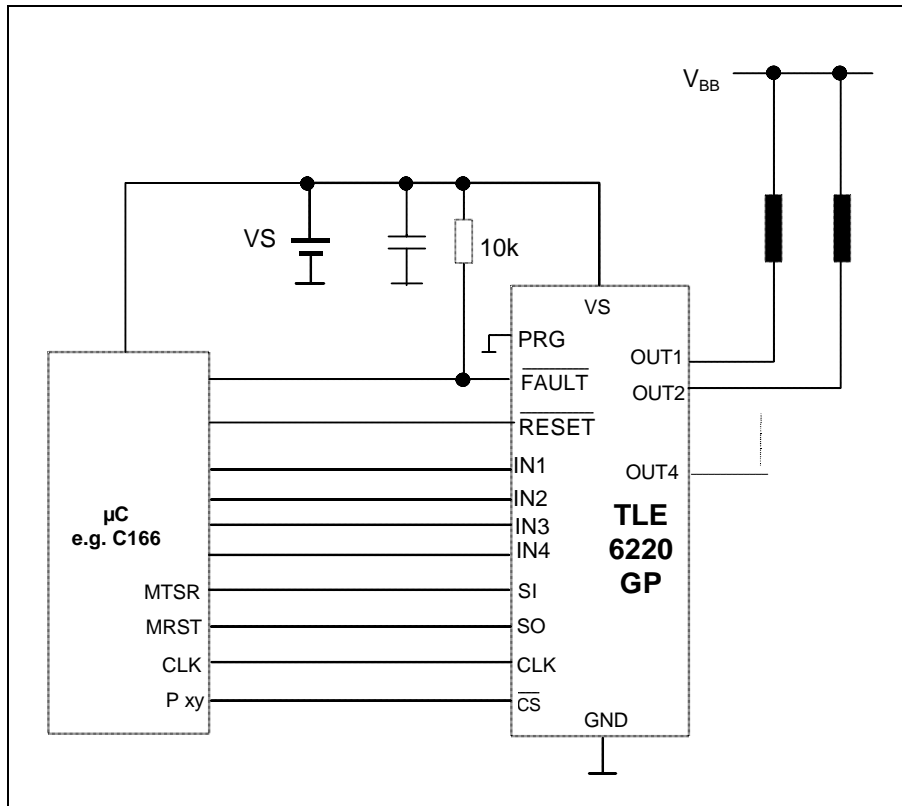 V_BB
VS
10k
VS
PRG
FAULT
RESET
IN1
IN2
IN3
IN4
SI
SO
CLK
CS
GND
OUT1
OUT2
OUT4
TLE
6220
GP
µC
e.g. C166
MTSR
MRST
CLK
P xy